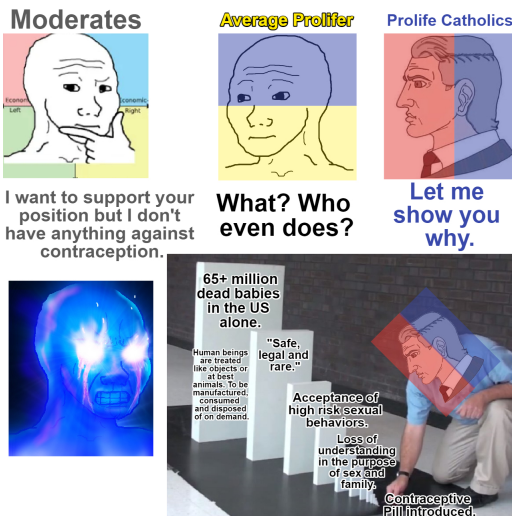 Moderates
Average Prolifer
Prolife Catholics
Econom
conomic
Left
Right
I want to support your
position but I don't
have anything against
contraception.
What? Who
even does?
Let me
show you
why.
65+ million
dead babies
in the US
alone.
Human beings
are treated
like objects or
at best
animals. To be
manufactured,
consumed
and disposed
of on demand.
"Safe,
legal and
rare."
Acceptance of
high risk sexual
behaviors.
Loss of
understanding
in the purpose
of sex and
family.
Contraceptive
Pill introduced.